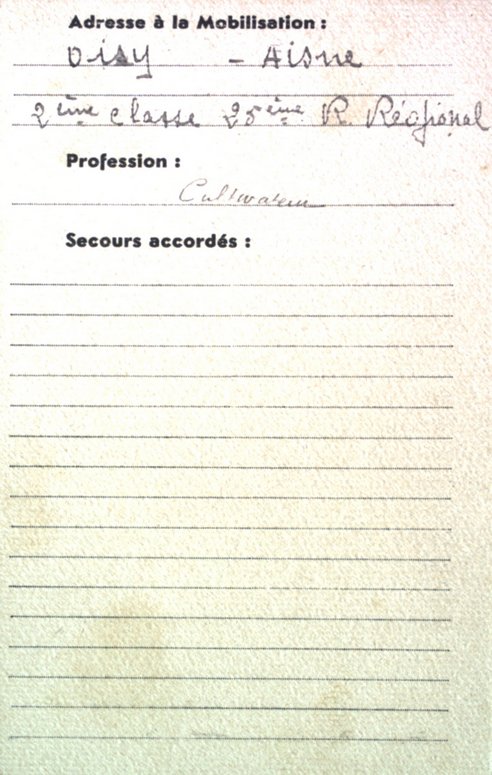 Adresse à la Mobilisation :
Oisy - Aisne
2ème classe 25ème R. Régional
Profession :
Cultivateur
Secours accordés :